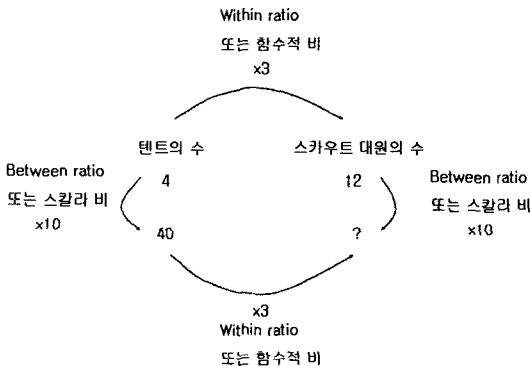 Within ratio
또는 함수적 비
x3
텐트의 수 스카우트 대원의 수
Between ratio
또는 스칼라 비
x10
4 12
Between ratio
또는 스칼라 비
x10
40 ?
x3
Within ratio
또는 함수적 비